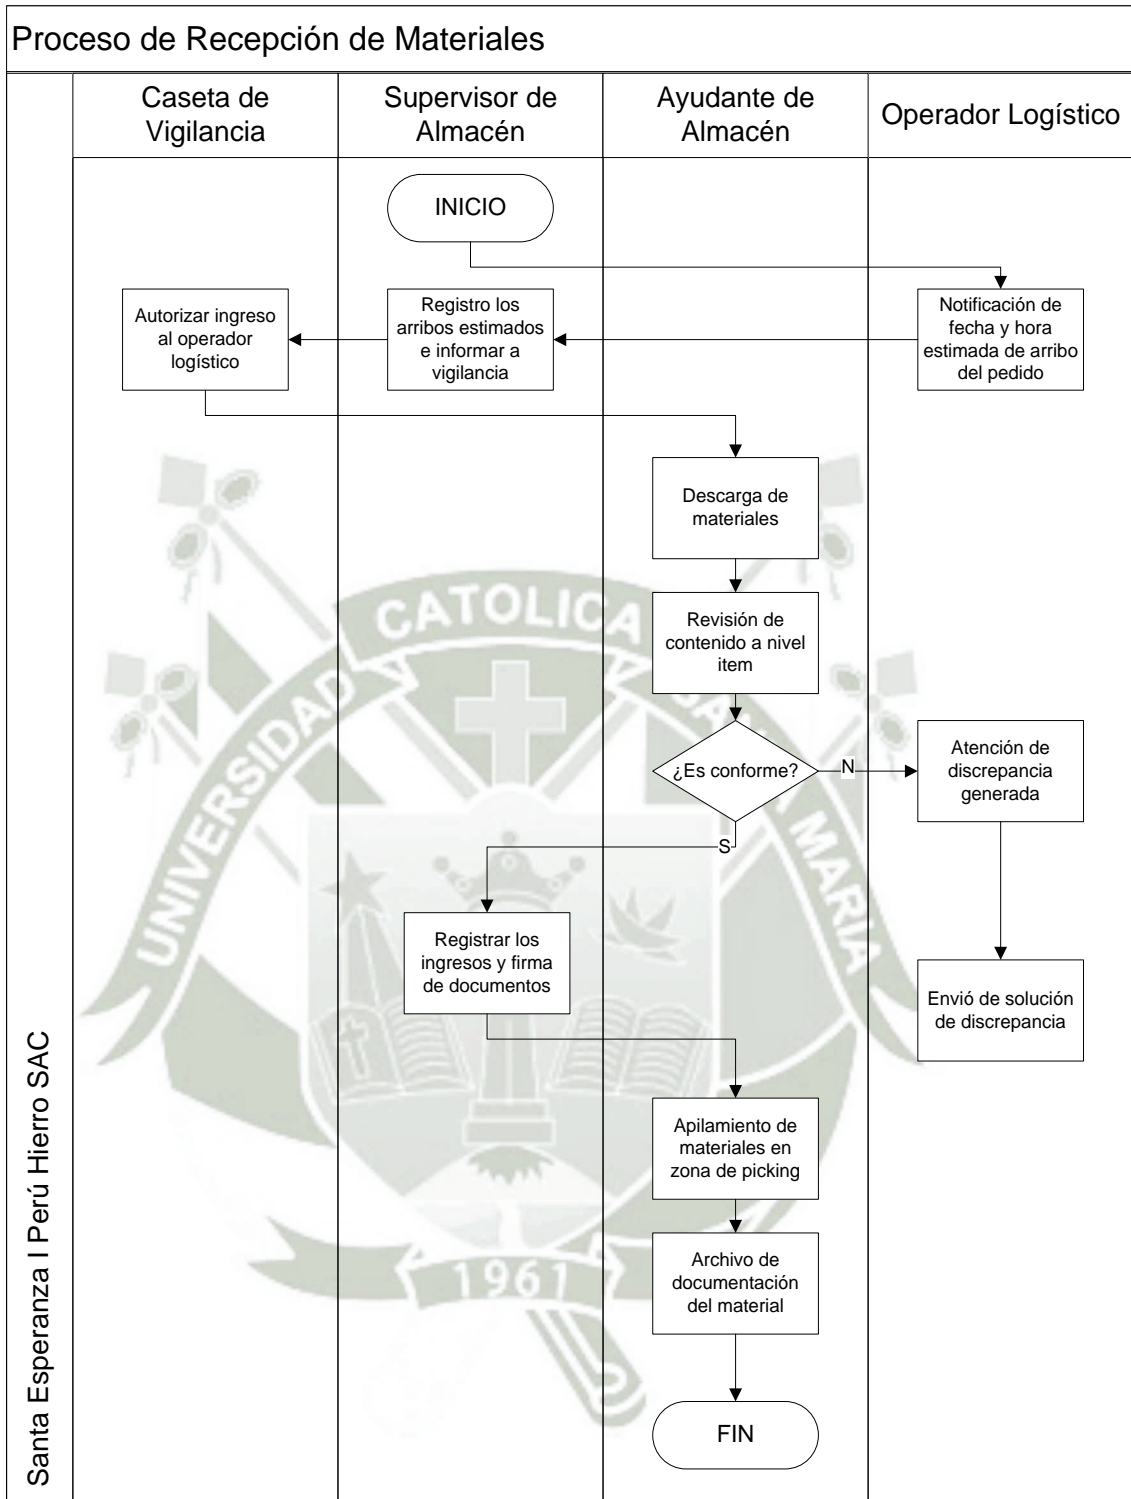 Proceso de Recepción de Materiales
Caseta de
Vigilancia
Supervisor de
Almacén
Ayudante de
Almacén
Operador Logístico
INICIO
Autorizar ingreso
al operador
logístico
Registro los
arribos estimados
e informar a
vigilancia
Notificación de
fecha y hora
estimada de arribo
del pedido
Descarga de
materiales
Revisión de
contenido a nivel
item
¿Es conforme?
N
Atención de
discrepancia
generada
S
Registrar los
ingresos y firma
de documentos
Envió de solución
de discrepancia
Apilamiento de
materiales en
zona de picking
Archivo de
documentación
del material
FIN
Santa Esperanza I Perú Hierro SAC
UNIVERSIDAD
CATOLICA
MARIA
1961